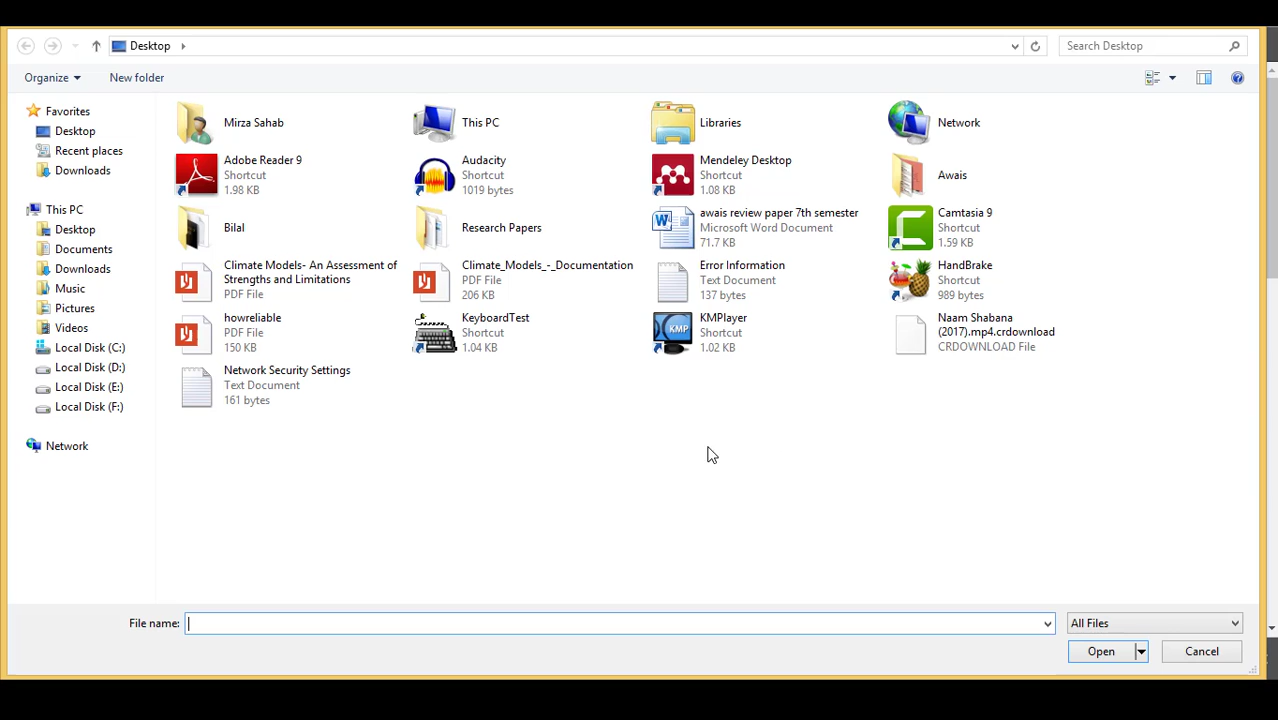 Desktop
Search Desktop
Organize
New folder
Favorites
Desktop
Recent places
Downloads
This PC
Desktop
Documents
Downloads
Music
Pictures
Videos
Local Disk (C:)
Local Disk (D:)
Local Disk (E:)
Local Disk (F:)
Network
Mirza Sahab
This PC
Libraries
Network
Adobe Reader 9
Shortcut
1.98 KB
Audacity
Shortcut
1019 bytes
Mendeley Desktop
Shortcut
1.08 KB
Awais
Bilal
Research Papers
awais review paper 7th semester
Microsoft Word Document
71.7 KB
Camtasia 9
Shortcut
1.59 KB
Climate Models- An Assessment of
Strengths and Limitations
PDF File
Climate_Models_-_Documentation
PDF File
206 KB
Error Information
Text Document
137 bytes
HandBrake
Shortcut
989 bytes
howreliable
PDF File
150 KB
KeyboardTest
Shortcut
1.04 KB
KMP
KMPlayer
Shortcut
1.02 KB
Naam Shabana
(2017).mp4.crdownload
CRDOWNLOAD File
Network Security Settings
Text Document
161 bytes
File name:
All Files
Open
Cancel